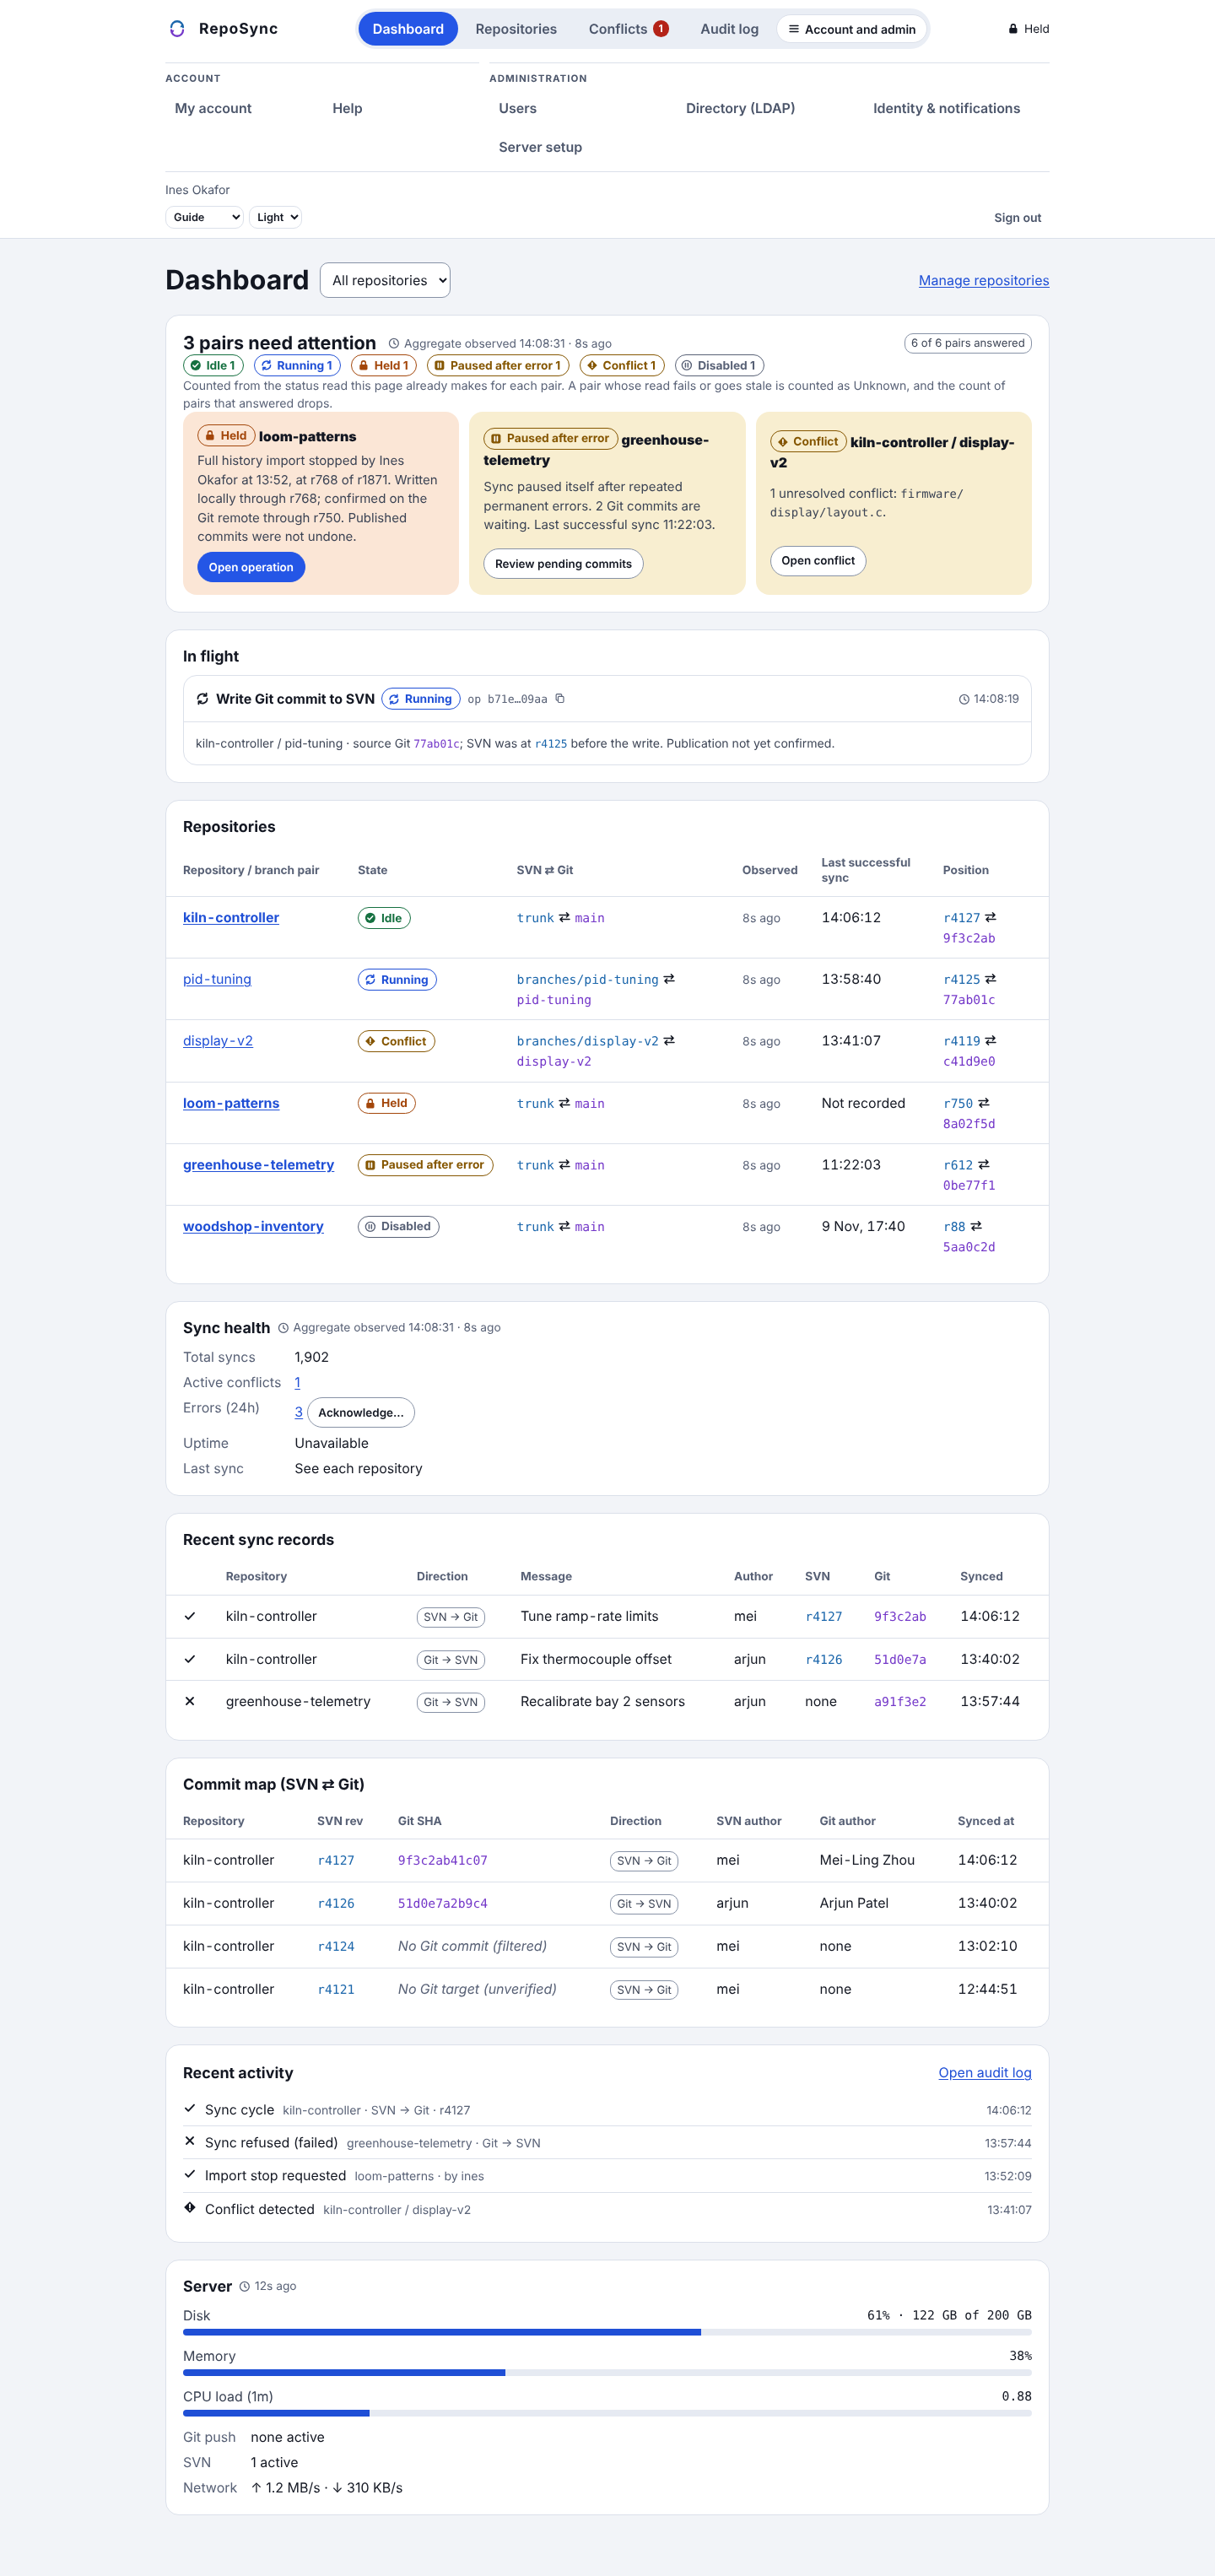 RepoSync
Dashboard
Repositories
Conflicts 1
Audit log
Account and admin
Held
ACCOUNT
My account
Help
ADMINISTRATION
Users
Directory (LDAP)
Identity & notifications
Server setup
Ines Okafor
Guide
Light
Sign out
Dashboard
All repositories
Manage repositories
3 pairs need attention
Aggregate observed 14:08:31 · 8s ago
6 of 6 pairs answered
Idle 1
Running 1
Held 1
Paused after error 1
Conflict 1
Disabled 1
Counted from the status read this page already makes for each pair. A pair whose read fails or goes stale is counted as Unknown, and the count of
pairs that answered drops.
Held loom-patterns
Full history import stopped by Ines
Okafor at 13:52, at r768 of r1871. Written
locally through r768; confirmed on the
Git remote through r750. Published
commits were not undone.
Open operation
Paused after error greenhouse-
telemetry
Sync paused itself after repeated
permanent errors. 2 Git commits are
waiting. Last successful sync 11:22:03.
Review pending commits
Conflict kiln-controller / display-
v2
1 unresolved conflict: firmware/
display/layout.c.
Open conflict
In flight
Write Git commit to SVN Running op b71e…09aa 14:08:19
kiln-controller / pid-tuning · source Git 77ab01c; SVN was at r4125 before the write. Publication not yet confirmed.
Repositories
Repository / branch pair State SVN ⇄ Git Observed Last successful
sync Position
kiln-controller Idle trunk ⇄ main 8s ago 14:06:12 r4127 ⇄
9f3c2ab
pid-tuning Running branches/pid-tuning ⇄ 8s ago 13:58:40 r4125 ⇄
pid-tuning 77ab01c
display-v2 Conflict branches/display-v2 ⇄ 8s ago 13:41:07 r4119 ⇄
display-v2 c41d9e0
loom-patterns Held trunk ⇄ main 8s ago Not recorded r750 ⇄
8a02f5d
greenhouse-telemetry Paused after error trunk ⇄ main 8s ago 11:22:03 r612 ⇄
0be77f1
woodshop-inventory Disabled trunk ⇄ main 8s ago 9 Nov, 17:40 r88 ⇄
5aa0c2d
Sync health Aggregate observed 14:08:31 · 8s ago
Total syncs 1,902
Active conflicts 1
Errors (24h) 3 Acknowledge...
Uptime Unavailable
Last sync See each repository
Recent sync records
Repository Direction Message Author SVN Git Synced
kiln-controller SVN → Git Tune ramp-rate limits mei r4127 9f3c2ab 14:06:12
kiln-controller Git → SVN Fix thermocouple offset arjun r4126 51d0e7a 13:40:02
greenhouse-telemetry Git → SVN Recalibrate bay 2 sensors arjun none a91f3e2 13:57:44
Commit map (SVN ⇄ Git)
Repository SVN rev Git SHA Direction SVN author Git author Synced at
kiln-controller r4127 9f3c2ab41c07 SVN → Git mei Mei-Ling Zhou 14:06:12
kiln-controller r4126 51d0e7a2b9c4 Git → SVN arjun Arjun Patel 13:40:02
kiln-controller r4124 No Git commit (filtered) SVN → Git mei none 13:02:10
kiln-controller r4121 No Git target (unverified) SVN → Git mei none 12:44:51
Recent activity Open audit log
Sync cycle kiln-controller · SVN → Git · r4127 14:06:12
Sync refused (failed) greenhouse-telemetry · Git → SVN 13:57:44
Import stop requested loom-patterns · by ines 13:52:09
Conflict detected kiln-controller / display-v2 13:41:07
Server 12s ago
Disk 61% · 122 GB of 200 GB
Memory 38%
CPU load (1m) 0.88
Git push none active
SVN 1 active
Network ↑ 1.2 MB/s · ↓ 310 KB/s